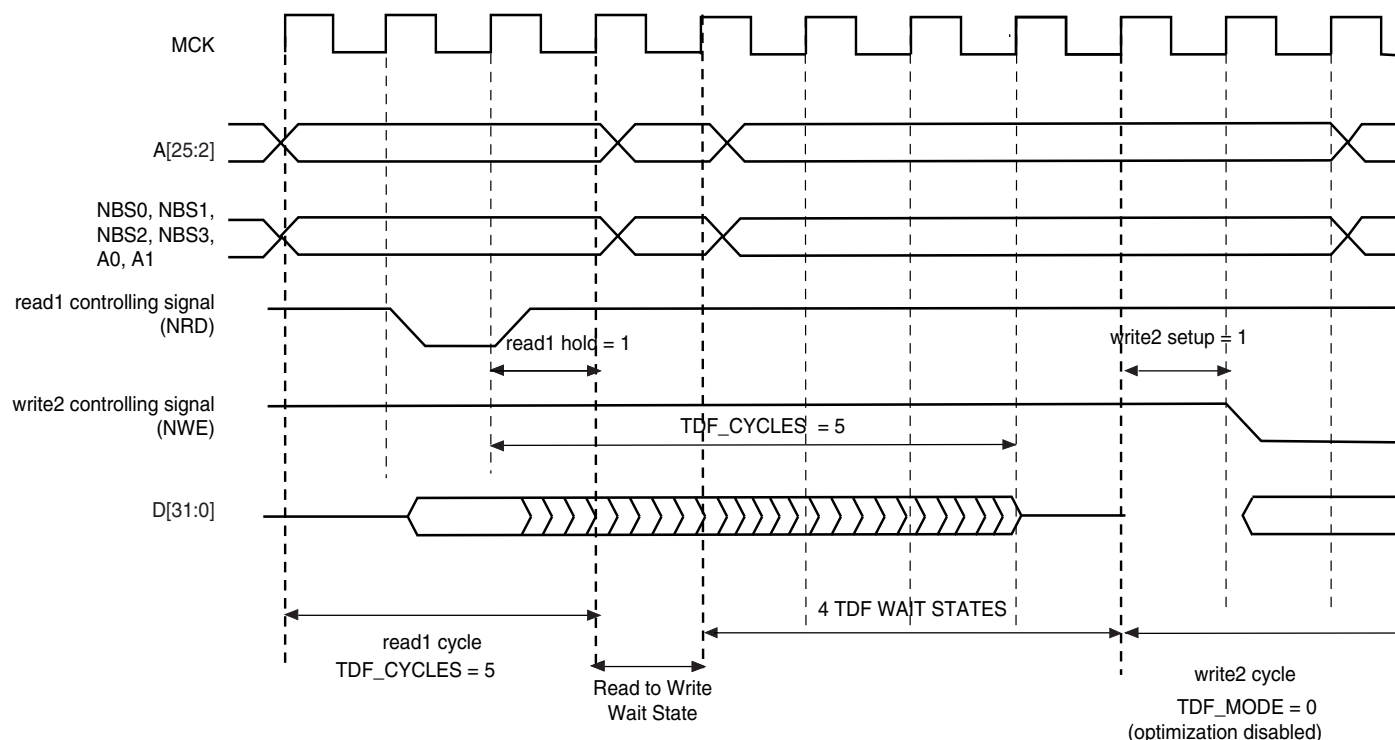 MCK
A[25:2]
NBS0, NBS1,
NBS2, NBS3,
A0, A1
read1 controlling signal
(NRD)
read1 hold = 1
write2 setup = 1
write2 controlling signal
(NWE)
TDF_CYCLES = 5
D[31:0]
4 TDF WAIT STATES
read1 cycle
TDF_CYCLES = 5
Read to Write
Wait State
write2 cycle
TDF_MODE = 0
(optimization disabled)